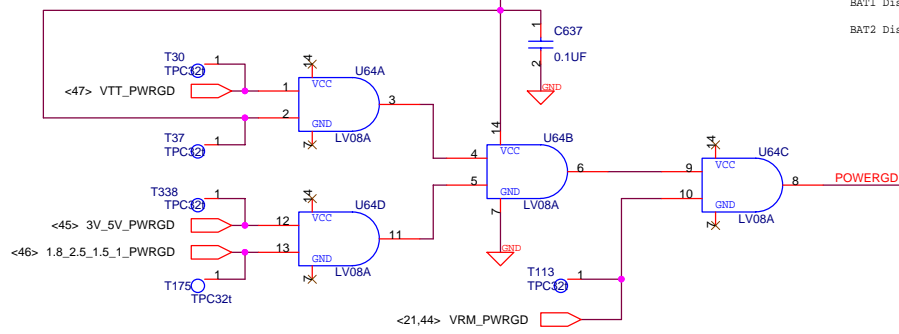 BAT1 Dis
BAT2 Dis
1
C637
2
0.1UF
GND
T30
TPC32t
1
14
U64A
VCC
<47> VTT_PWRGD
1
2
3
GND
7
LV08A
T37
TPC32t
1
14
U64B
VCC
4
5
6
GND
7
LV08A
GND
14
U64C
VCC
9
10
8
POWERGD
GND
7
LV08A
T338
TPC32t
1
14
U64D
VCC
<45> 3V_5V_PWRGD
12
<46> 1.8_2.5_1.5_1_PWRGD
13
11
GND
7
LV08A
T175
TPC32t
1
T113
TPC32t
1
<21,44> VRM_PWRGD